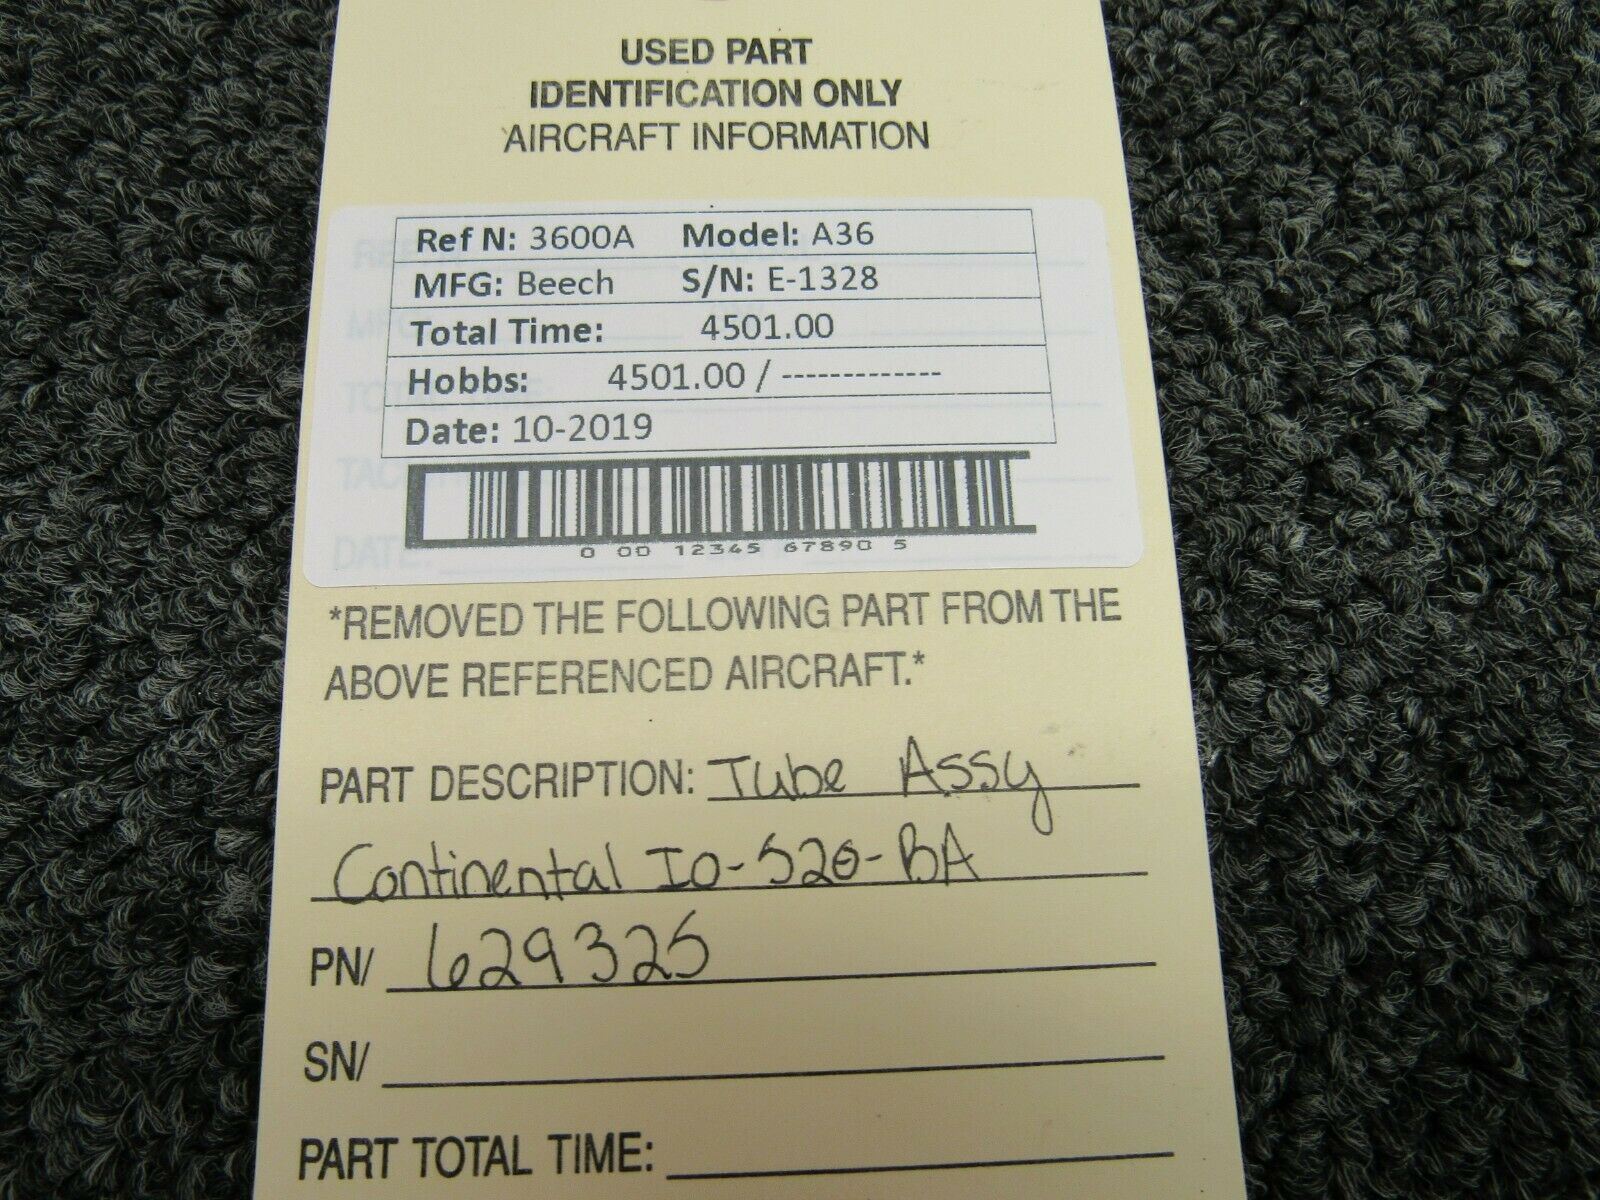 USED PART
IDENTIFICATION ONLY
AIRCRAFT INFORMATION
Ref N: 3600A Model: A36
MFG: Beech S/N: E-1328
Total Time: 4501.00
Hobbs: 4501.00 / -------------
Date: 10-2019
0 00 12345 67890 5
*REMOVED THE FOLLOWING PART FROM THE
ABOVE REFERENCED AIRCRAFT.*
PART DESCRIPTION: Tube Assy
Continental IO-520-BA
PN/ 629325
SN/
PART TOTAL TIME: